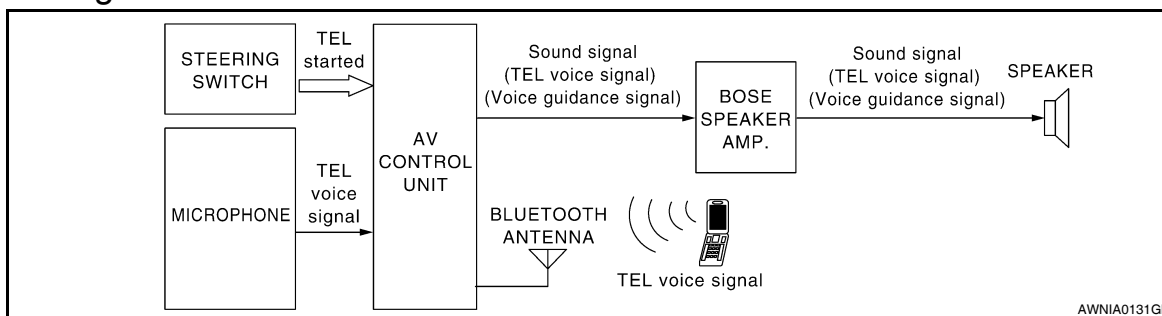 STEERING
SWITCH
TEL
started
MICROPHONE
TEL
voice
signal
AV
CONTROL
UNIT
Sound signal
(TEL voice signal)
(Voice guidance signal)
BOSE
SPEAKER
AMP.
Sound signal
(TEL voice signal)
(Voice guidance signal)
SPEAKER
BLUETOOTH
ANTENNA
TEL voice signal